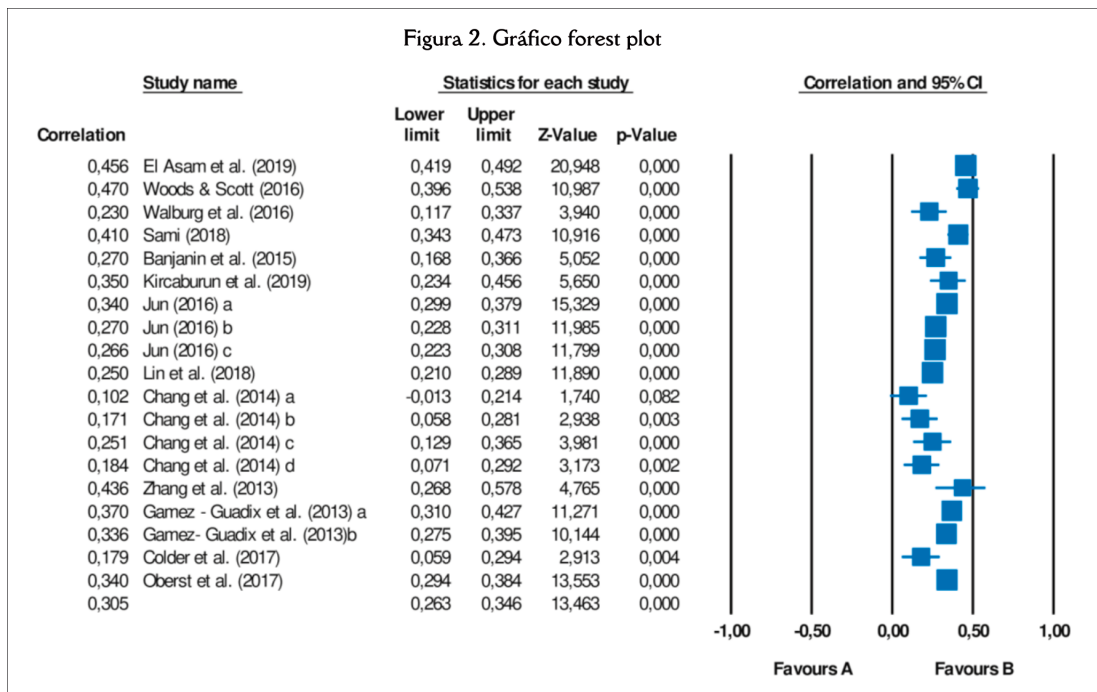 Figura 2. Gráfico forest plot
Study name Statistics for each study Correlation and 95% CI
Correlation Lower limit Upper limit Z-Value p-Value
0,456 El Asam et al. (2019) 0,419 0,492 20,948 0,000
0,470 Woods & Scott (2016) 0,396 0,538 10,987 0,000
0,230 Walburg et al. (2016) 0,117 0,337 3,940 0,000
0,410 Sami (2018) 0,343 0,473 10,916 0,000
0,270 Banjanin et al. (2015) 0,168 0,366 5,052 0,000
0,350 Kircaburun et al. (2019) 0,234 0,456 5,650 0,000
0,340 Jun (2016) a 0,299 0,379 15,329 0,000
0,270 Jun (2016) b 0,228 0,311 11,985 0,000
0,266 Jun (2016) c 0,223 0,308 11,799 0,000
0,250 Lin et al. (2018) 0,210 0,289 11,890 0,000
0,102 Chang et al. (2014) a -0,013 0,214 1,740 0,082
0,171 Chang et al. (2014) b 0,058 0,281 2,938 0,003
0,251 Chang et al. (2014) c 0,129 0,365 3,981 0,000
0,184 Chang et al. (2014) d 0,071 0,292 3,173 0,002
0,436 Zhang et al. (2013) 0,268 0,578 4,765 0,000
0,370 Gamez - Guadix et al. (2013) a 0,310 0,427 11,271 0,000
0,336 Gamez- Guadix et al. (2013)b 0,275 0,395 10,144 0,000
0,179 Colder et al. (2017) 0,059 0,294 2,913 0,004
0,340 Oberst et al. (2017) 0,294 0,384 13,553 0,000
0,305 0,263 0,346 13,463 0,000
-1,00 -0,50 0,00 0,50 1,00
Favours A Favours B